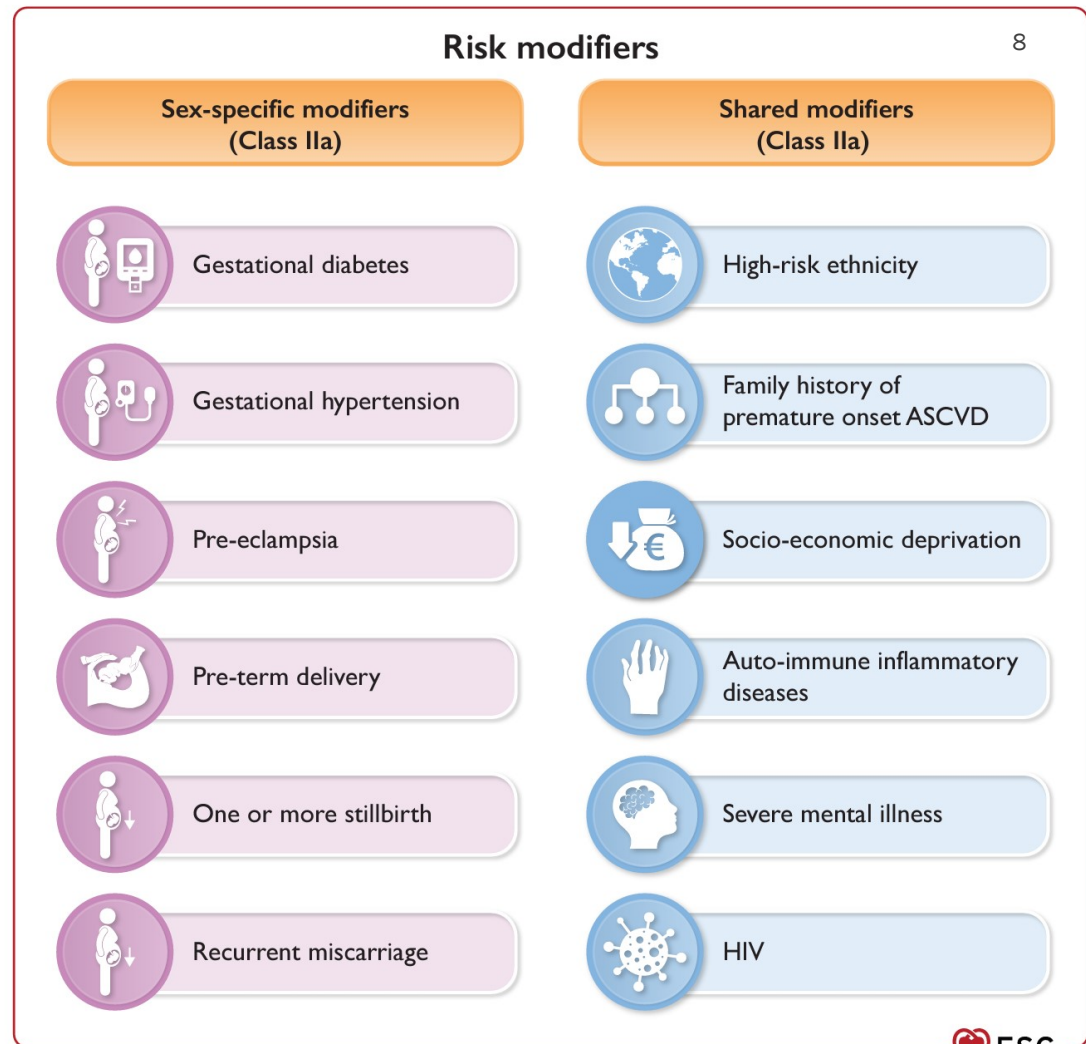 Risk modifiers
8
Sex-specific modifiers
(Class IIa)
Gestational diabetes
Gestational hypertension
Pre-eclampsia
Pre-term delivery
One or more stillbirth
Recurrent miscarriage
Shared modifiers
(Class IIa)
High-risk ethnicity
Family history of
premature onset ASCVD
€
Socio-economic deprivation
Auto-immune inflammatory
diseases
Severe mental illness
HIV
ESC